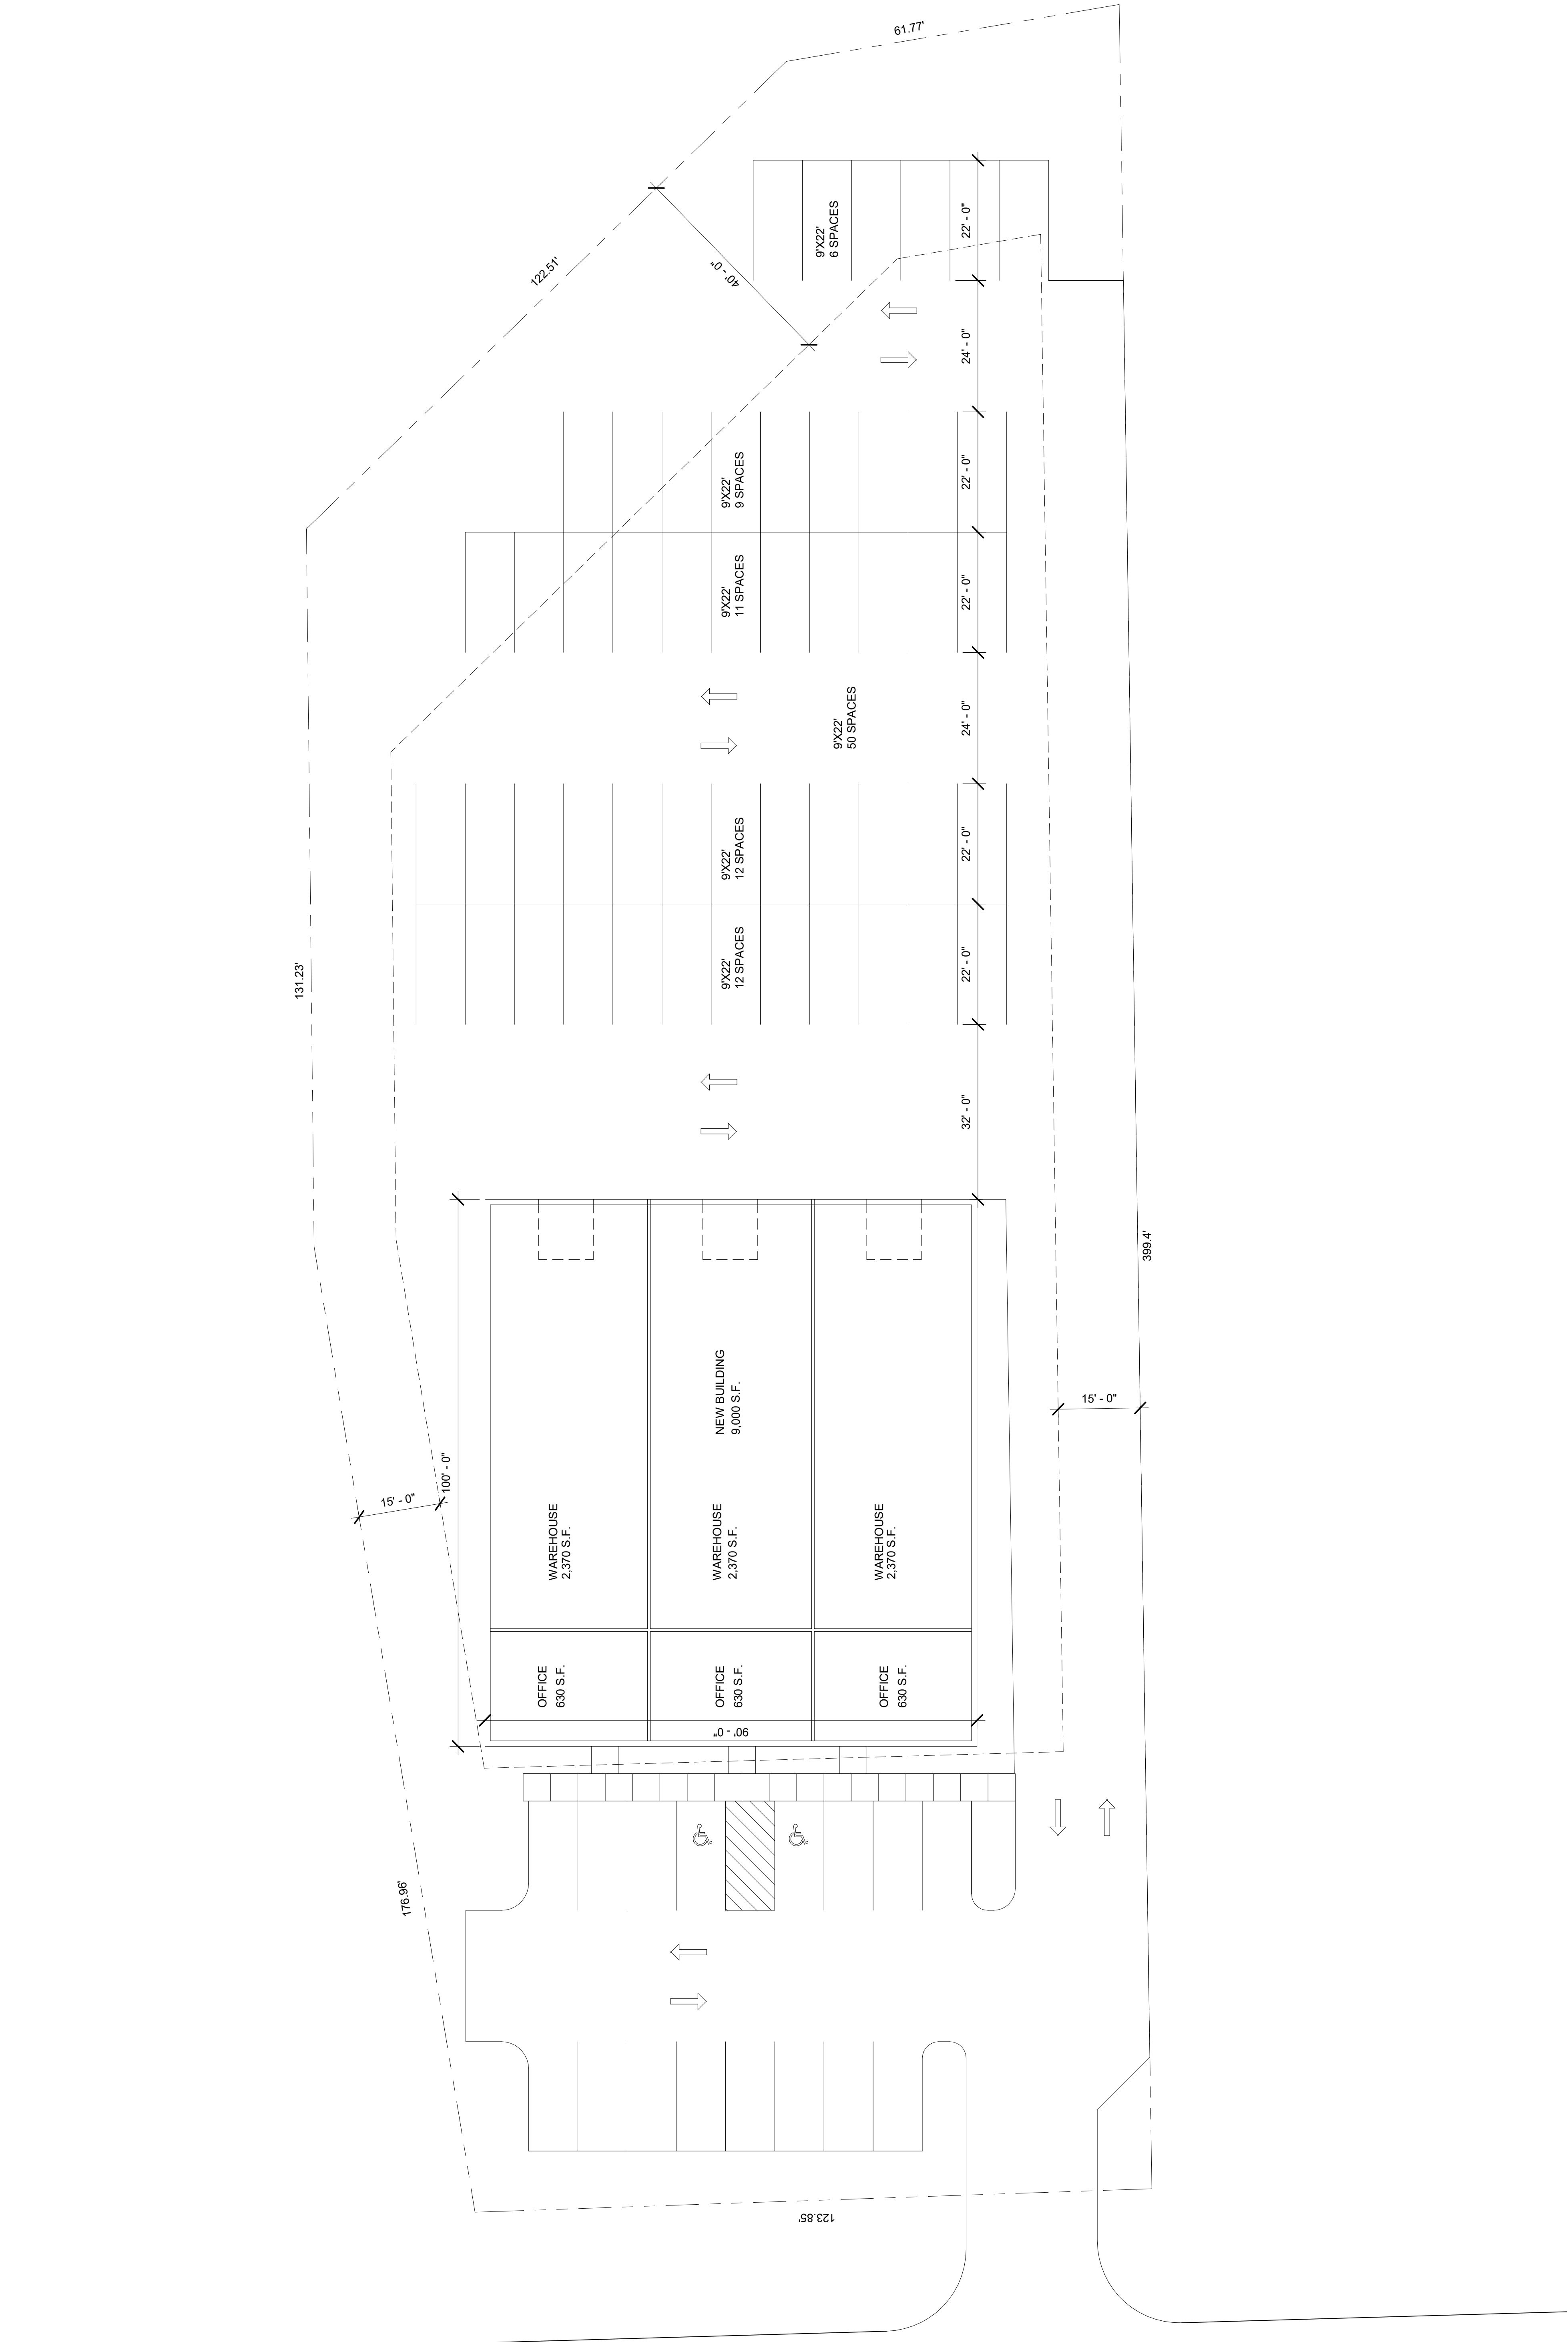 61.77'
122.51'
40' - 0"
9'X22'
6 SPACES
22' - 0"
24' - 0"
9'X22'
9 SPACES
22' - 0"
9'X22'
11 SPACES
22' - 0"
9'X22'
50 SPACES
24' - 0"
9'X22'
12 SPACES
22' - 0"
131.23'
9'X22'
12 SPACES
22' - 0"
32' - 0"
399.4'
NEW BUILDING
9,000 S.F.
15' - 0"
100' - 0"
15' - 0"
WAREHOUSE
2,370 S.F.
WAREHOUSE
2,370 S.F.
WAREHOUSE
2,370 S.F.
OFFICE
630 S.F.
OFFICE
630 S.F.
OFFICE
630 S.F.
90' - 0"
176.96'
123.85'